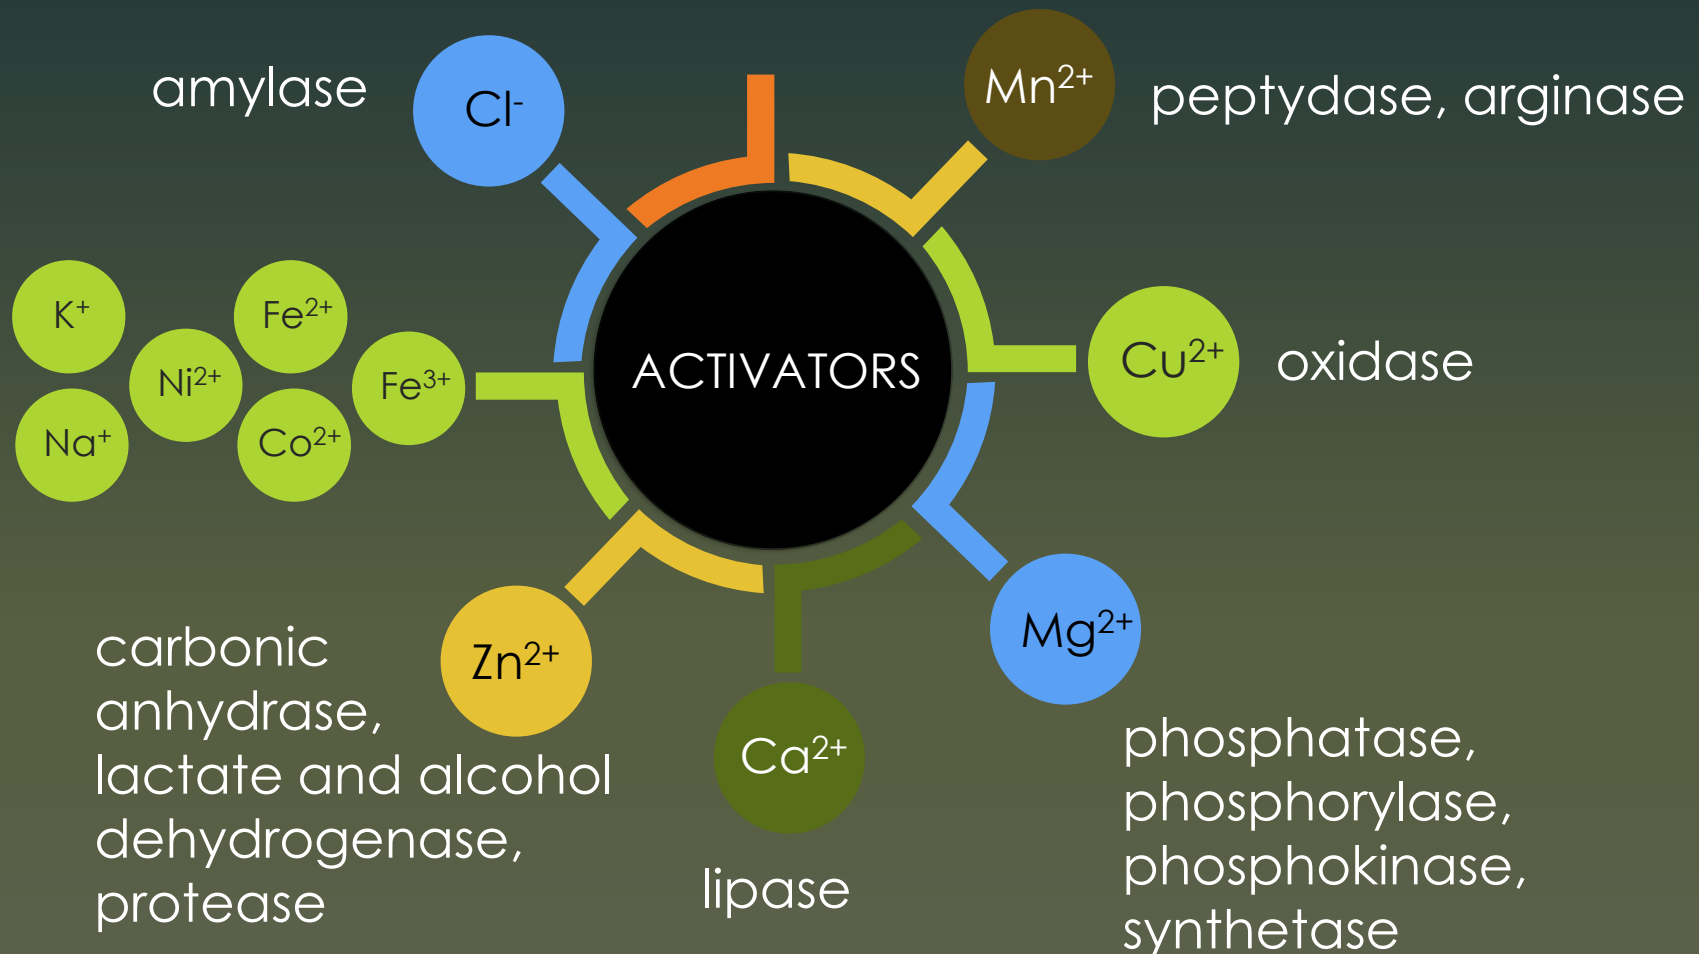 amylase
Cl⁻
Mn²⁺
peptydase, arginase
K⁺
Fe²⁺
Ni²⁺
Fe³⁺
Na⁺
Co²⁺
ACTIVATORS
Cu²⁺
oxidase
Zn²⁺
carbonic
anhydrase,
lactate and alcohol
dehydrogenase,
protease
Ca²⁺
lipase
Mg²⁺
phosphatase,
phosphorylase,
phosphokinase,
synthetase